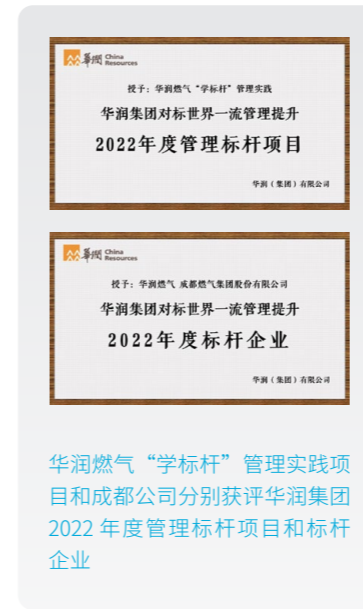 華潤 China Resources
授予：华润燃气“学标杆”管理实践
华润集团对标世界一流管理提升
2022年度管理标杆项目
华润（集团）有限公司
華潤 China Resources
授予：华润燃气 成都燃气集团股份有限公司
华润集团对标世界一流管理提升
2022年度标杆企业
华润（集团）有限公司
华润燃气“学标杆”管理实践项
目和成都公司分别获评华润集团
2022 年度管理标杆项目和标杆
企业